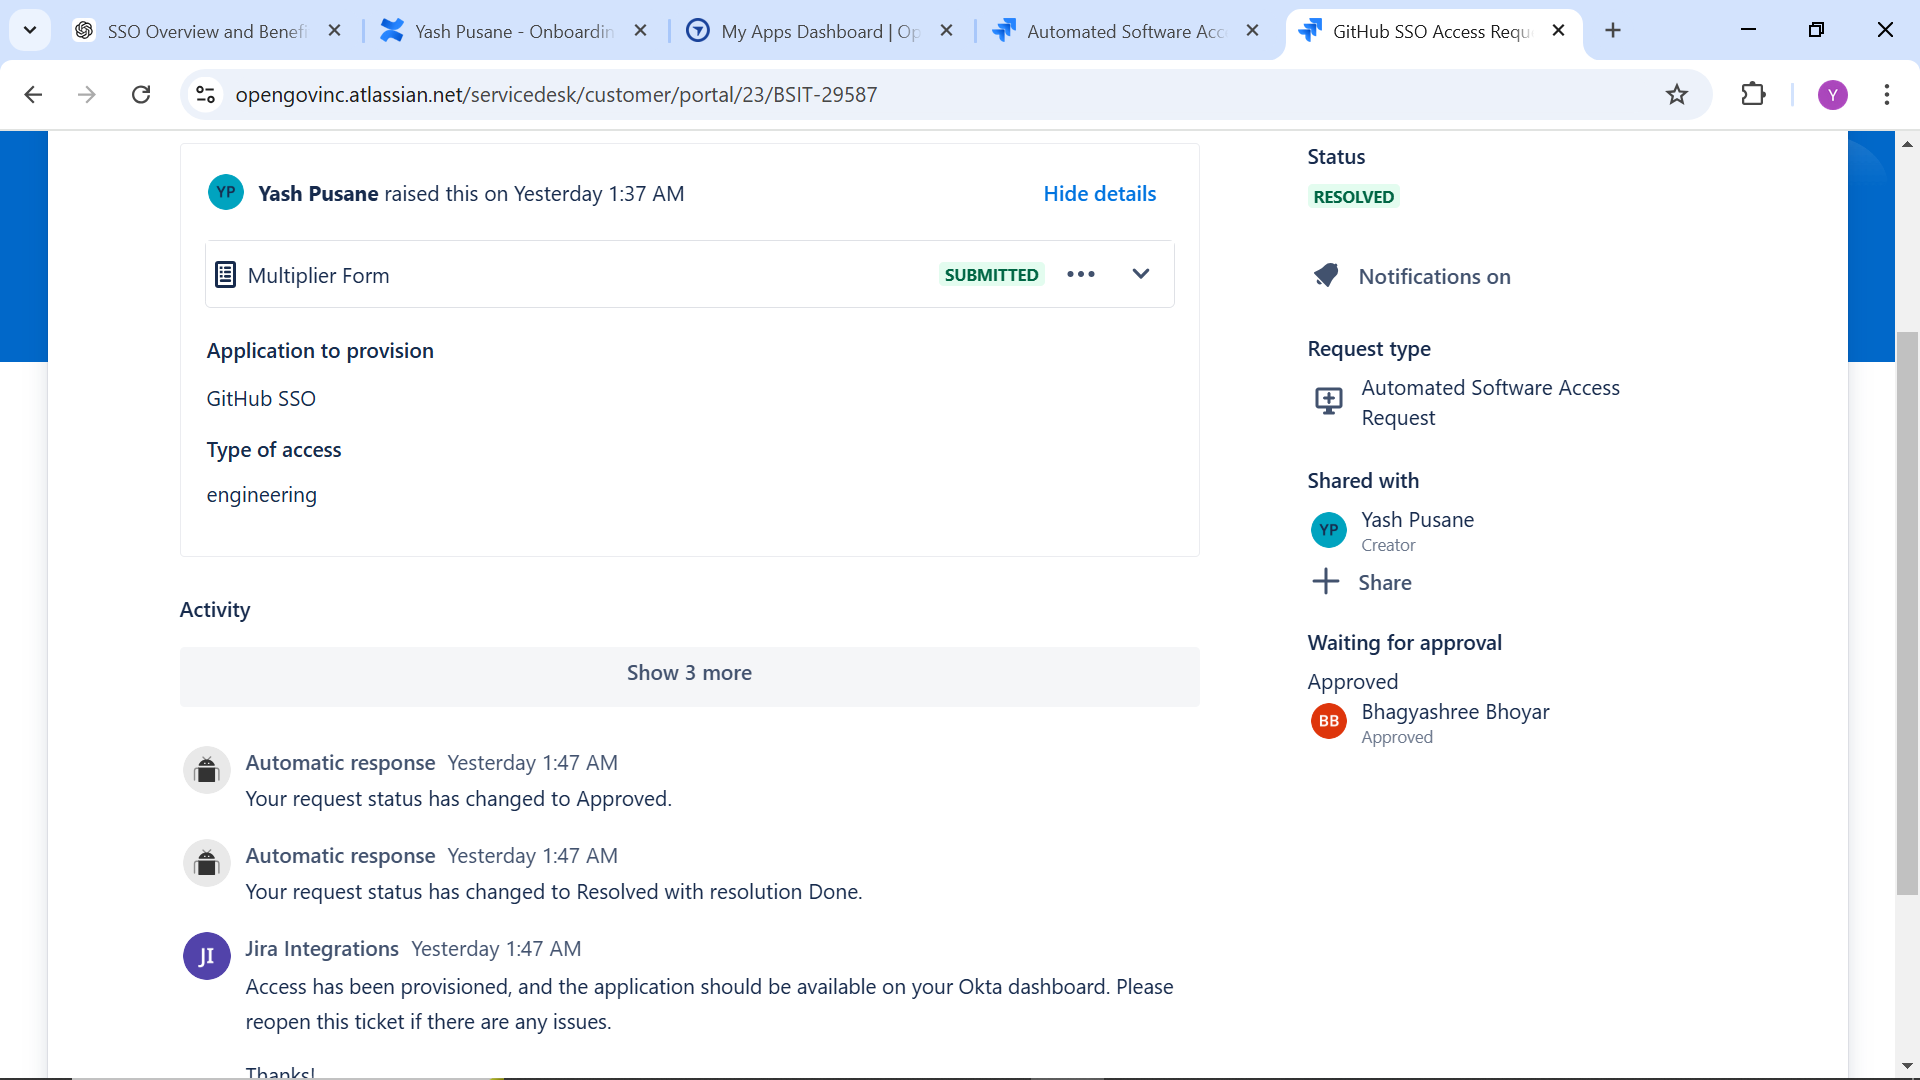 SSO Overview and Benefi
Yash Pusane - Onboardin
My Apps Dashboard | Op
Automated Software Acc
GitHub SSO Access Requ
opengovinc.atlassian.net/servicedesk/customer/portal/23/BSIT-29587
Y
YP
Yash Pusane raised this on Yesterday 1:37 AM
Hide details
Multiplier Form
SUBMITTED
Application to provision
GitHub SSO
Type of access
engineering
Activity
Show 3 more
Automatic response Yesterday 1:47 AM
Your request status has changed to Approved.
Automatic response Yesterday 1:47 AM
Your request status has changed to Resolved with resolution Done.
JI
Jira Integrations Yesterday 1:47 AM
Access has been provisioned, and the application should be available on your Okta dashboard. Please
reopen this ticket if there are any issues.
Thanks!
Status
RESOLVED
Notifications on
Request type
Automated Software Access
Request
Shared with
YP
Yash Pusane
Creator
Share
Waiting for approval
Approved
BB
Bhagyashree Bhoyar
Approved